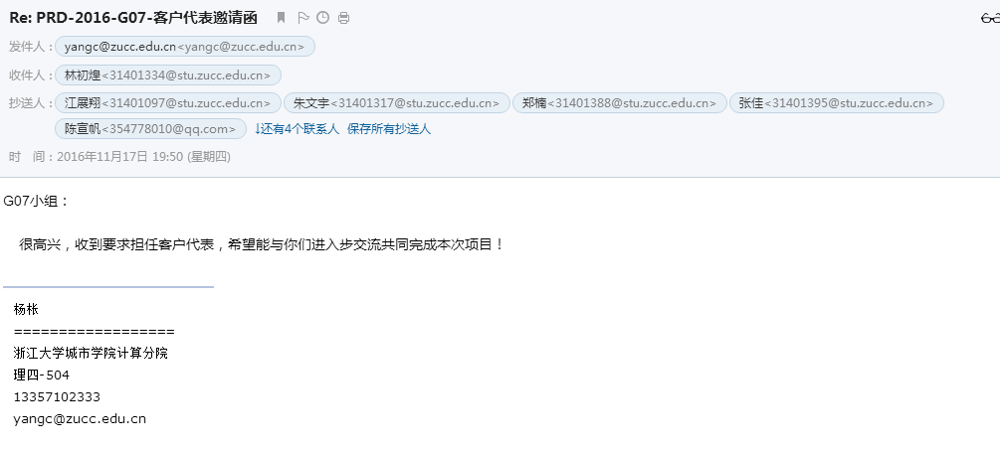 Re: PRD-2016-G07-客户代表邀请函
发件人：yangc@zucc.edu.cn<yangc@zucc.edu.cn>
收件人：林初煌<31401334@stu.zucc.edu.cn>
抄送人：江展翔<31401097@stu.zucc.edu.cn> 朱文宇<31401317@stu.zucc.edu.cn> 郑楠<31401388@stu.zucc.edu.cn> 张佳<31401395@stu.zucc.edu.cn>
陈宣帆<354778010@qq.com> ↓还有4个联系人 保存所有抄送人
时 间：2016年11月17日 19:50 (星期四)
G07小组：
很高兴，收到要求担任客户代表，希望能与你们进入步交流共同完成本次项目！
杨枨
==================
浙江大学城市学院计算分院
理四-504
13357102333
yangc@zucc.edu.cn